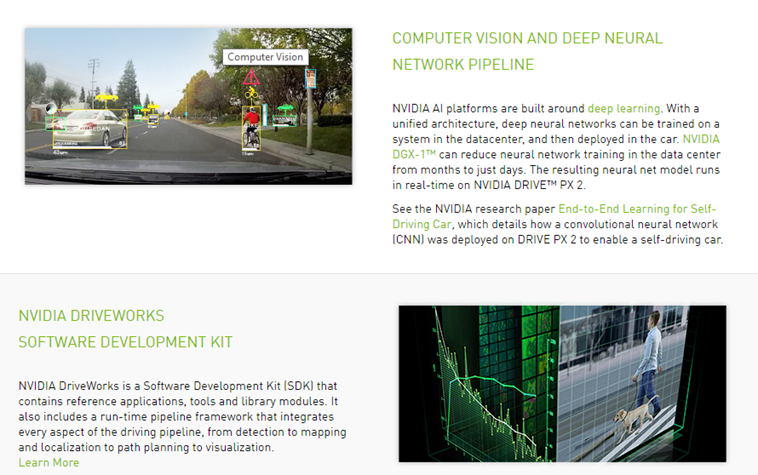 Computer Vision
COMPUTER VISION AND DEEP NEURAL
NETWORK PIPELINE
NVIDIA AI platforms are built around deep learning. With a
unified architecture, deep neural networks can be trained on a
system in the datacenter, and then deployed in the car. NVIDIA
DGX-1™ can reduce neural network training in the data center
from months to just days. The resulting neural net model runs
in real-time on NVIDIA DRIVE™ PX 2.
See the NVIDIA research paper End-to-End Learning for Self-
Driving Car, which details how a convolutional neural network
(CNN) was deployed on DRIVE PX 2 to enable a self-driving car.
NVIDIA DRIVEWORKS
SOFTWARE DEVELOPMENT KIT
NVIDIA DriveWorks is a Software Development Kit (SDK) that
contains reference applications, tools and library modules. It
also includes a run-time pipeline framework that integrates
every aspect of the driving pipeline, from detection to mapping
and localization to path planning to visualization.
Learn More